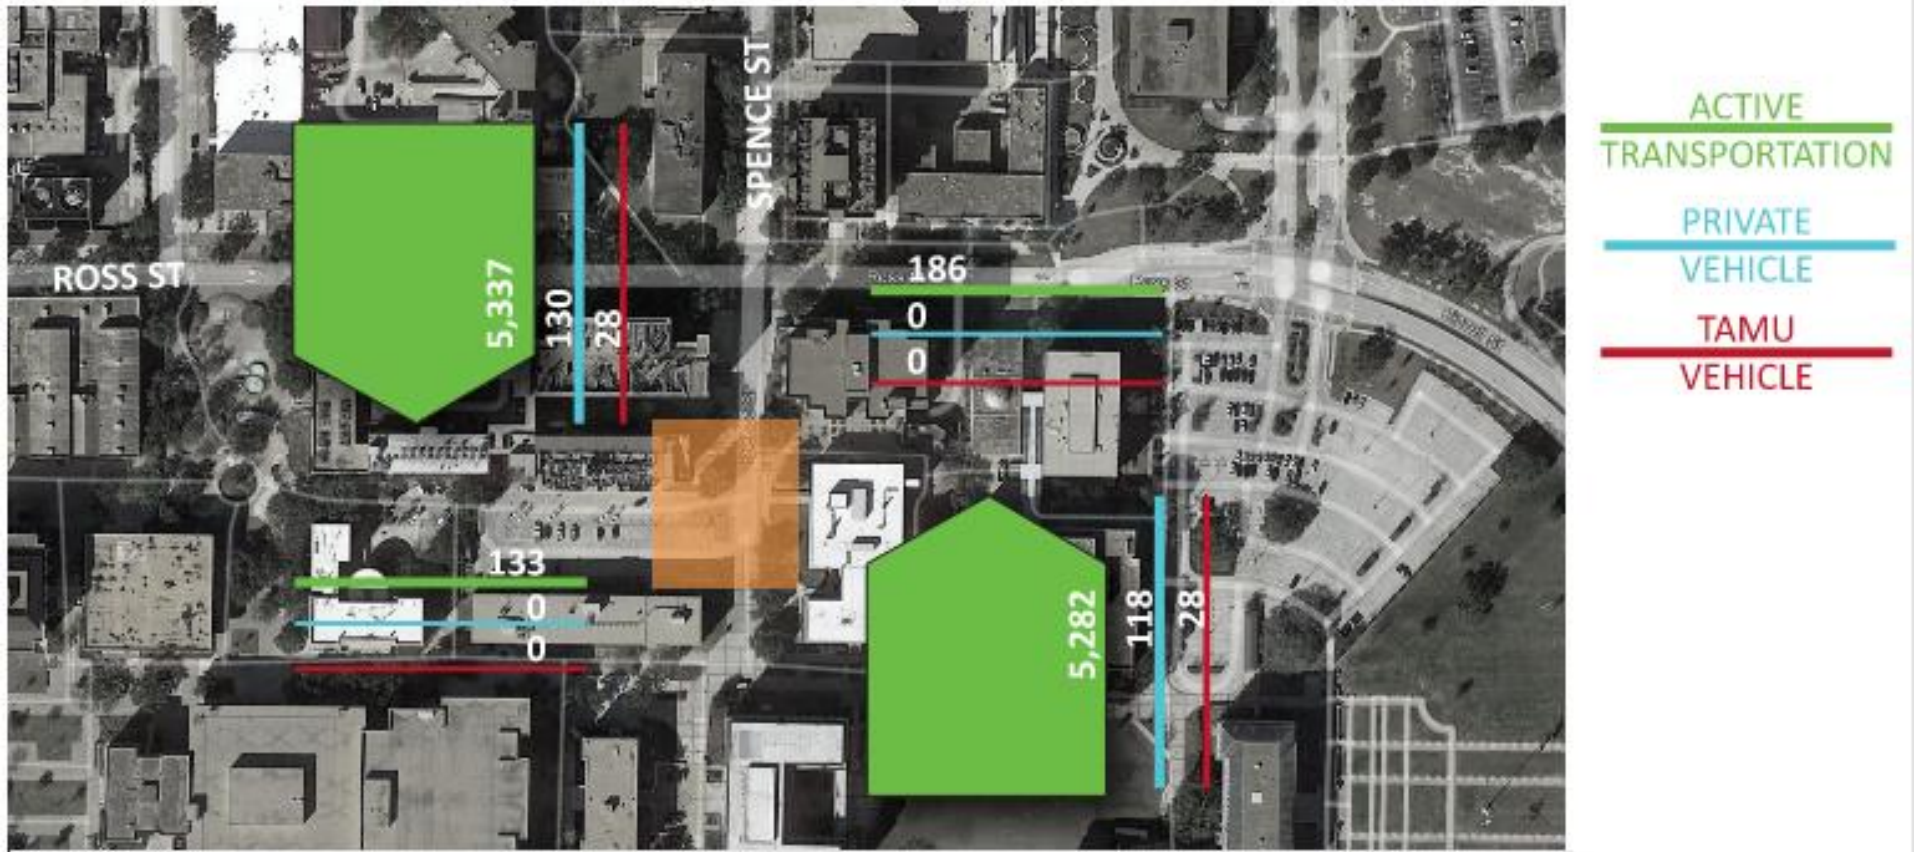 SPENCE ST
ROSS ST
5,337
130
28
186
0
0
133
0
0
5,282
118
28
ACTIVE
TRANSPORTATION
PRIVATE
VEHICLE
TAMU
VEHICLE